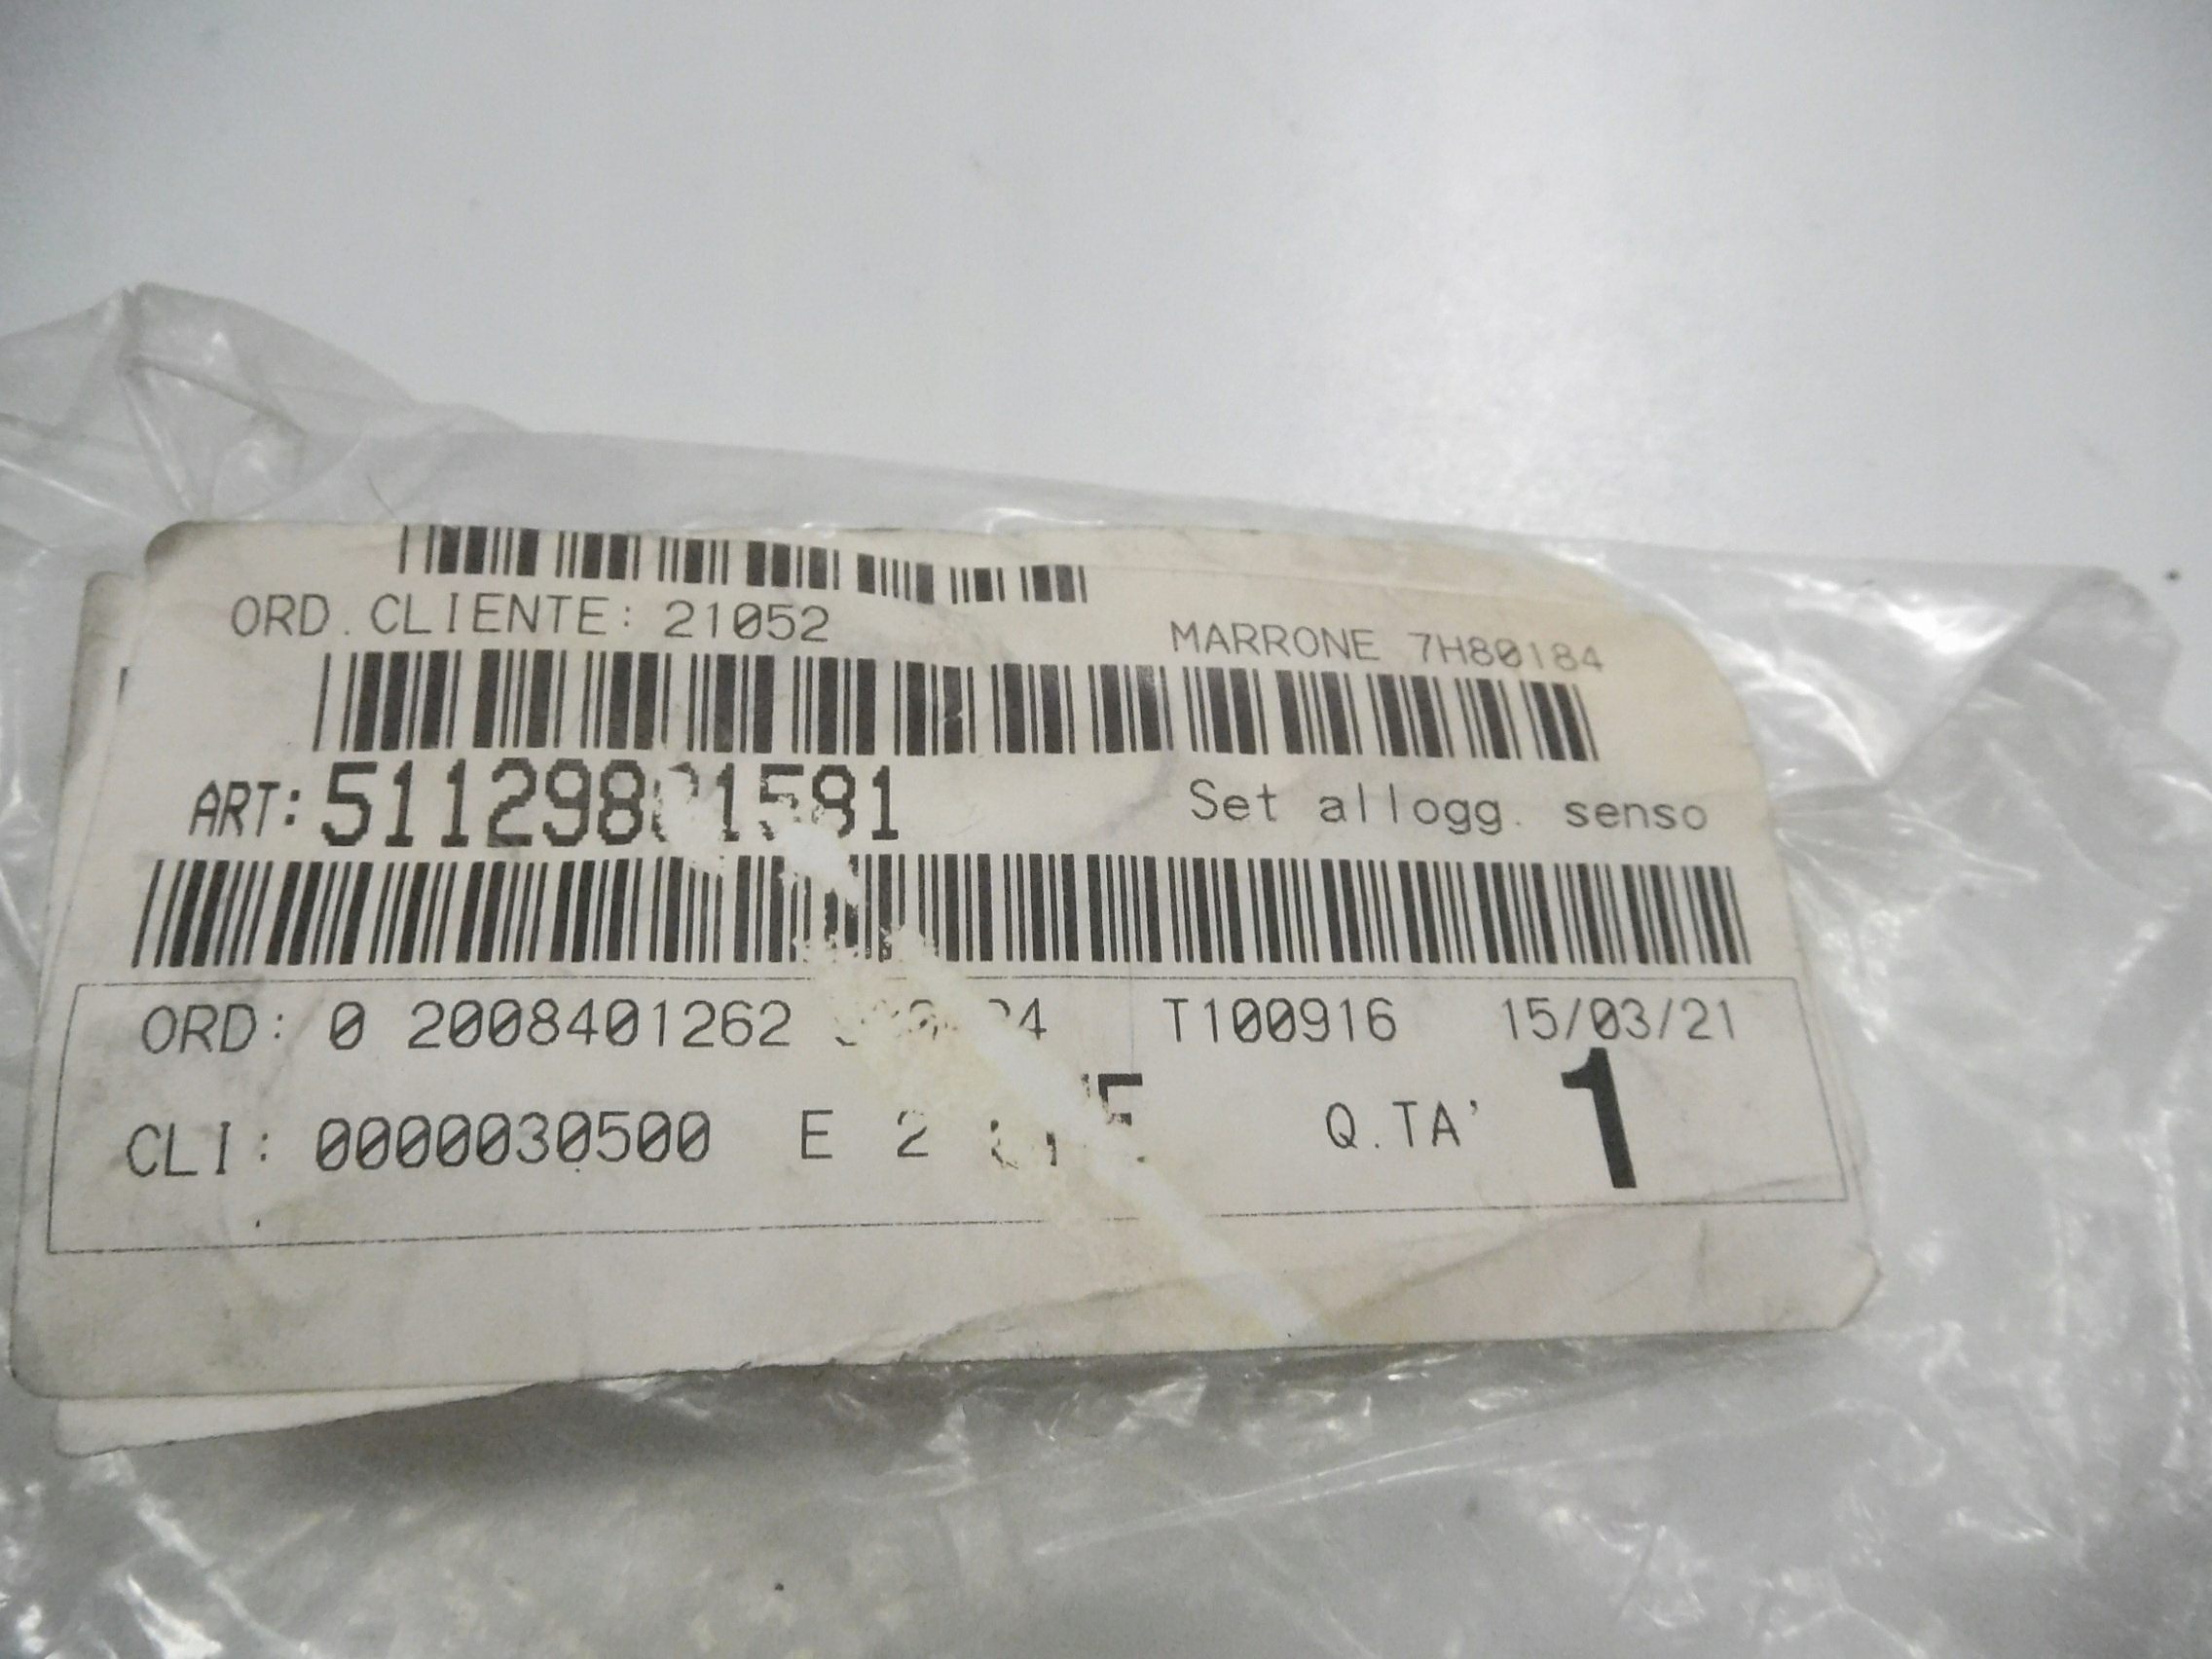 ORD.CLIENTE: 21052
MARRONE 7H80184
ART:
Set allogg. senso
ORD: 0 2008401262 T100916 15/03/21
CLI: 0000030500 E 2 Q.TA' 1